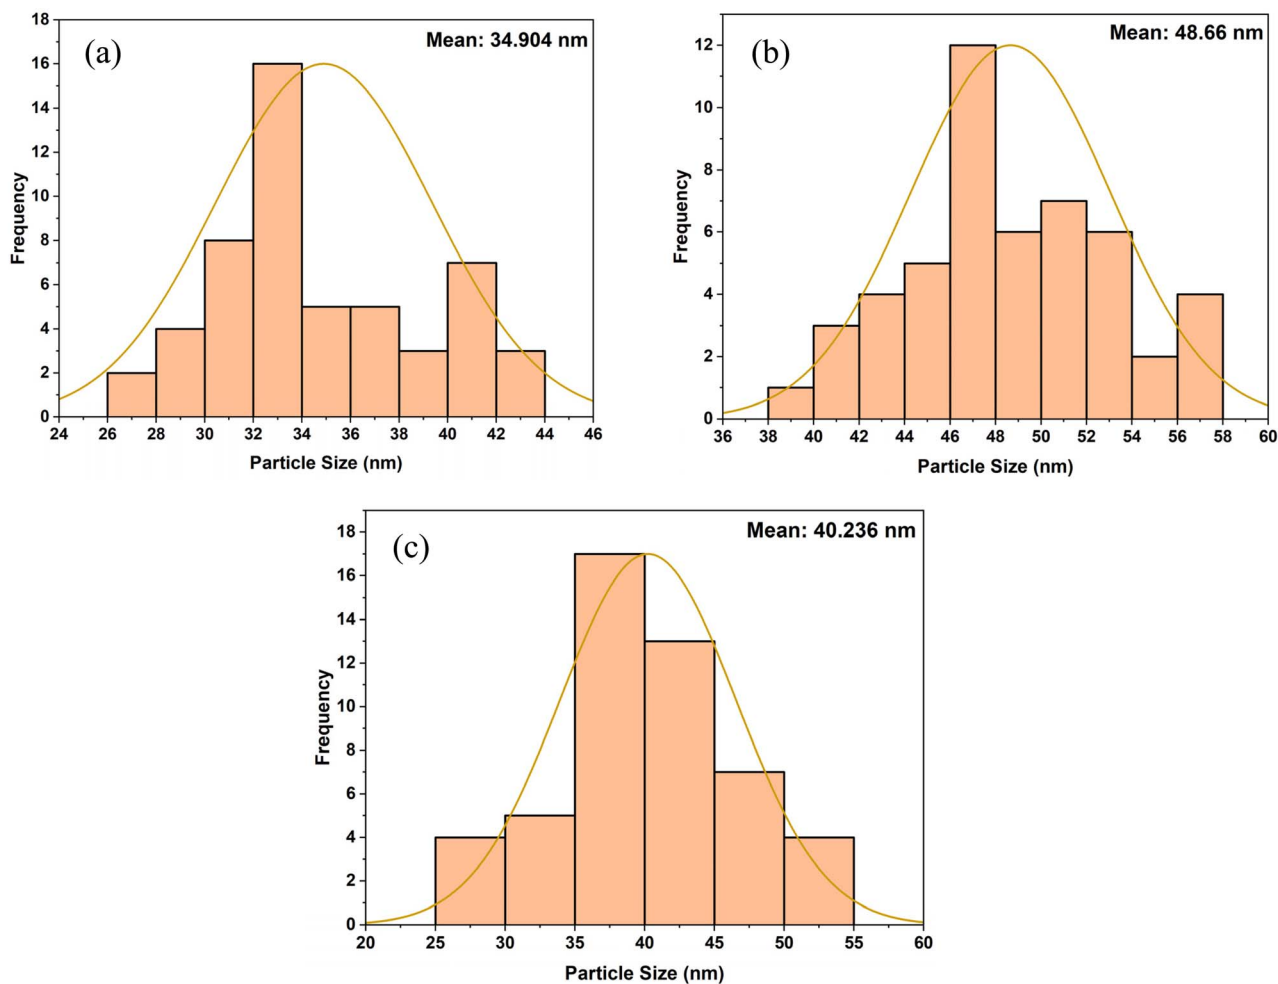 (a)
Mean: 34.904 nm
18
16
14
12
10
8
6
4
2
0
Frequency
24 26 28 30 32 34 36 38 40 42 44 46
Particle Size (nm)
(b)
Mean: 48.66 nm
12
10
8
6
4
2
0
Frequency
36 38 40 42 44 46 48 50 52 54 56 58 60
Particle Size (nm)
(c)
Mean: 40.236 nm
18
16
14
12
10
8
6
4
2
0
Frequency
20 25 30 35 40 45 50 55 60
Particle Size (nm)